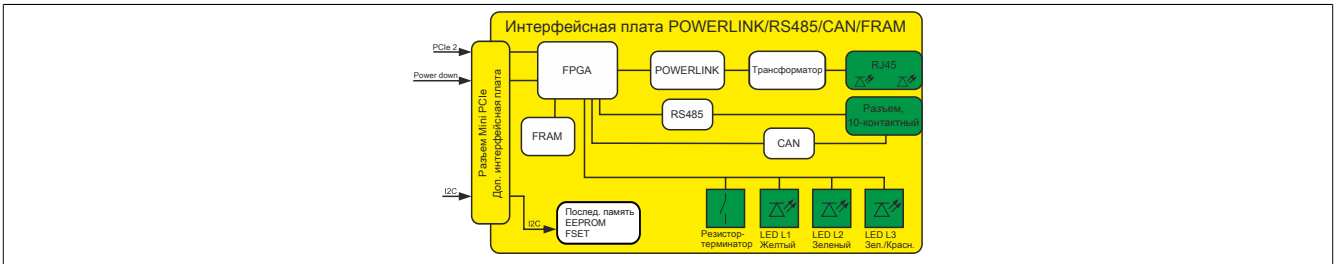 Интерфейсная плата POWERLINK/RS485/CAN/FRAM
PCIe 2
Power down
I2C
Разъем Mini PCIe
Доп. интерфейсная плата
FPGA
POWERLINK
Трансформатор
RJ45
RS485
Разъем,
10-контактный
FRAM
CAN
I2C
Послед. память
EEPROM
FSET
Резистор-
терминатор
LED L1
Желтый
LED L2
Зеленый
LED L3
Зел./Красн.